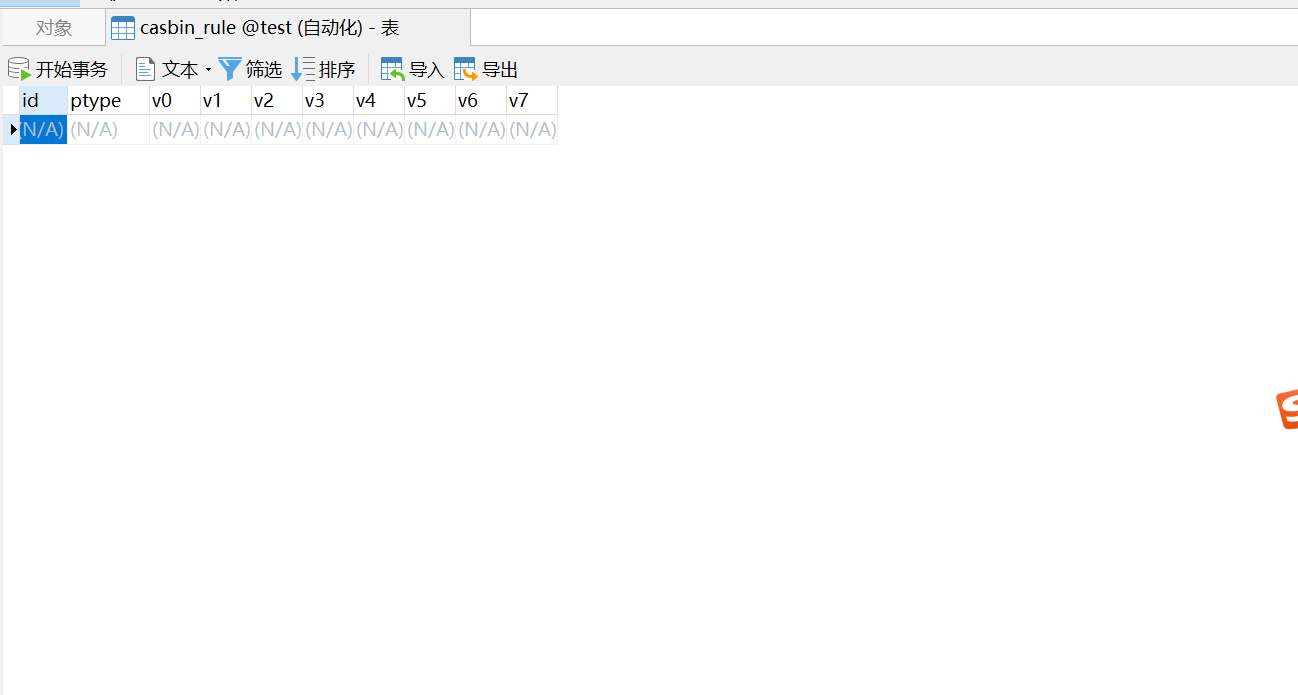 对象 casbin_rule @test (自动化) - 表
开始事务 文本 筛选 排序 导入 导出
id ptype v0 v1 v2 v3 v4 v5 v6 v7
(N/A) (N/A) (N/A) (N/A) (N/A) (N/A) (N/A) (N/A) (N/A) (N/A)